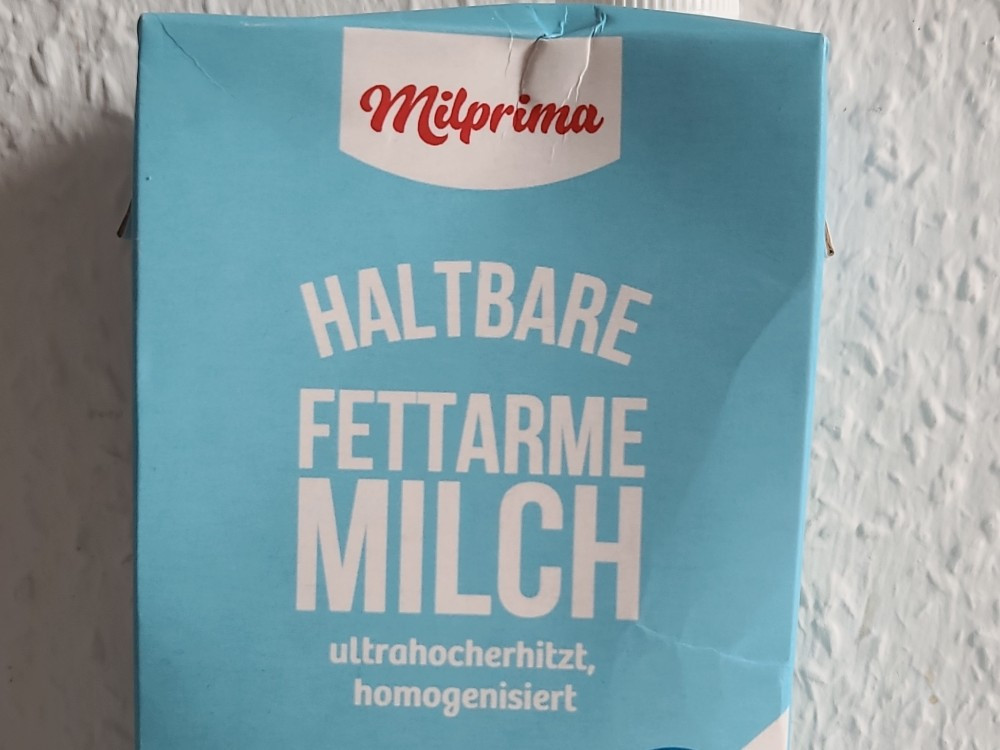 Milprima
HALTBARE
FETTARME
MILCH
ultrahocherhitzt,
homogenisiert